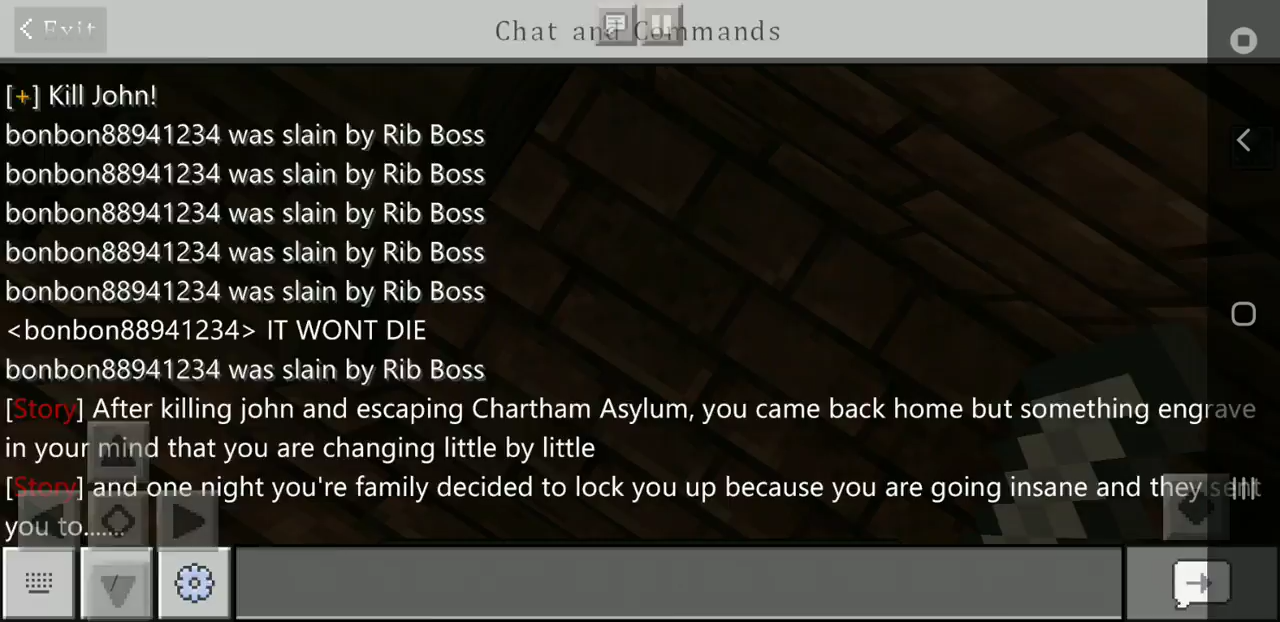 Exit
Chat and Commands
[+] Kill John!
bonbon88941234 was slain by Rib Boss
bonbon88941234 was slain by Rib Boss
bonbon88941234 was slain by Rib Boss
bonbon88941234 was slain by Rib Boss
bonbon88941234 was slain by Rib Boss
<bonbon88941234> IT WONT DIE
bonbon88941234 was slain by Rib Boss
[Story] After killing john and escaping Chartham Asylum, you came back home but something engrave
in your mind that you are changing little by little
[Story] and one night you're family decided to lock you up because you are going insane and they sent
you to.......
/